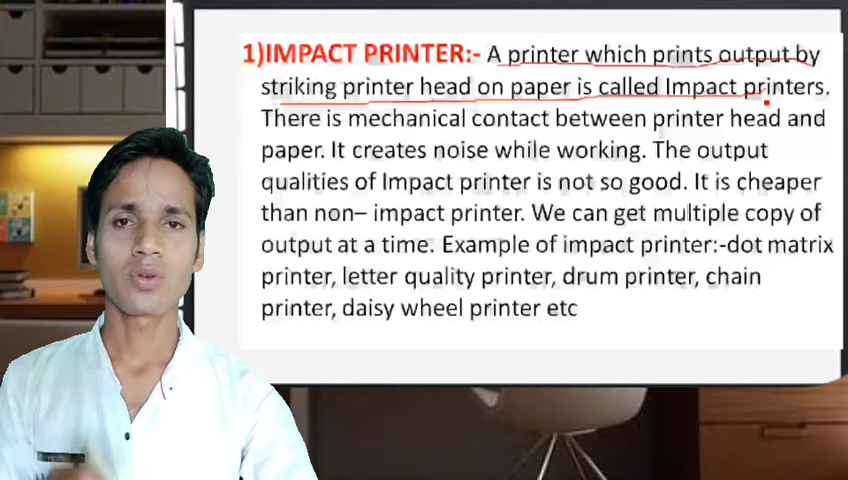 1)IMPACT PRINTER:- A printer which prints output by
striking printer head on paper is called Impact printers.
There is mechanical contact between printer head and
paper. It creates noise while working. The output
qualities of Impact printer is not so good. It is cheaper
than non– impact printer. We can get multiple copy of
output at a time. Example of impact printer:-dot matrix
printer, letter quality printer, drum printer, chain
printer, daisy wheel printer etc